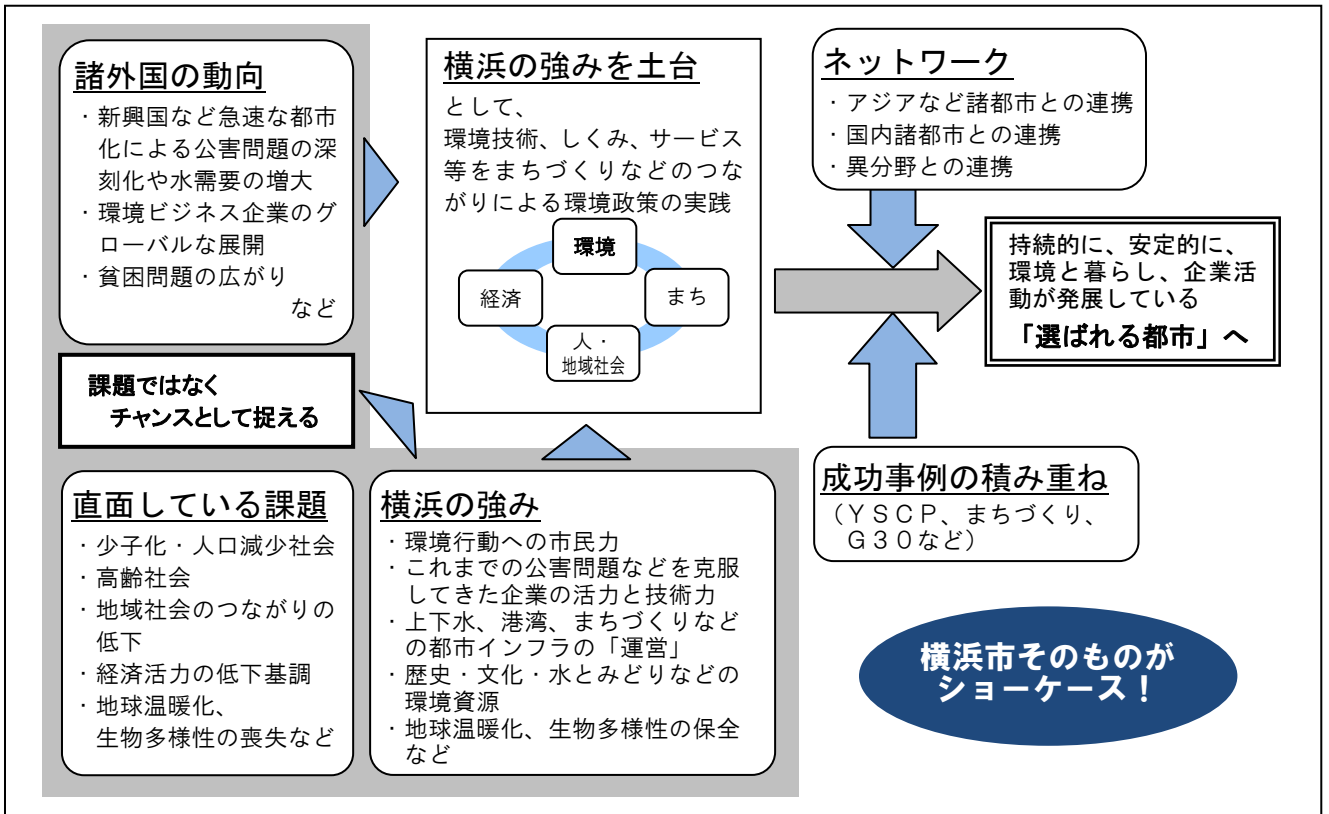 諸外国の動向
・新興国など急速な都市
化による公害問題の深
刻化や水需要の増大
・環境ビジネス企業のグ
ローバルな展開
・貧困問題の広がり
など
課題ではなく
チャンスとして捉える
直面している課題
・少子化・人口減少社会
・高齢社会
・地域社会のつながりの
低下
・経済活力の低下基調
・地球温暖化、
生物多様性の喪失など
横浜の強み
・環境行動への市民力
・これまでの公害問題などを克服
してきた企業の活力と技術力
・上下水、港湾、まちづくりなど
の都市インフラの「運営」
・歴史・文化・水とみどりなどの
環境資源
・地球温暖化、生物多様性の保全
など
横浜の強みを土台
として、
環境技術、しくみ、サービス
等をまちづくりなどのつな
がりによる環境政策の実践
環境
経済
まち
人・
地域社会
ネットワーク
・アジアなど諸都市との連携
・国内諸都市との連携
・異分野との連携
持続的に、安定的に、
環境と暮らし、企業活
動が発展している
「選ばれる都市」へ
成功事例の積み重ね
（ＹＳＣＰ、まちづくり、
Ｇ３０など）
横浜市そのものが
ショーケース！